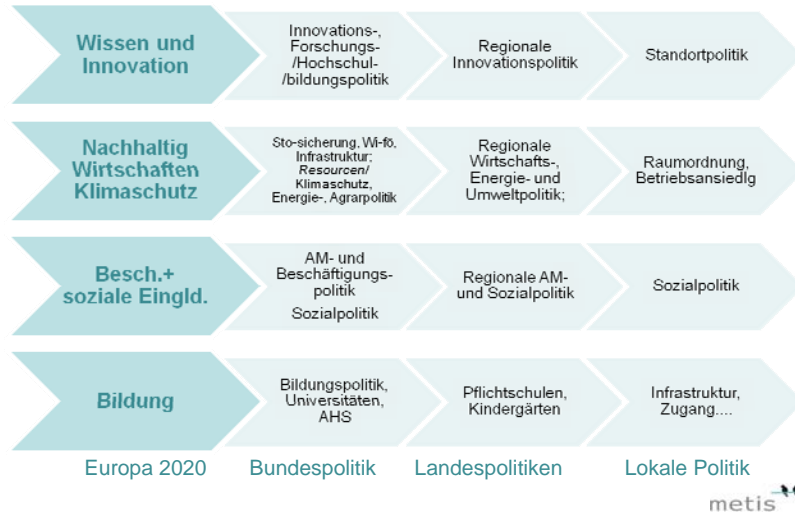 Wissen und
Innovation
Innovations-,
Forschungs-
/Hochschul-
/bildungspolitik
Regionale
Innovationspolitik
Standortpolitik
Nachhaltig
Wirtschaften
Klimaschutz
Sto-sicherung, Wi-fö,
Infrastruktur;
Resourcen/
Klimaschutz,
Energie-, Agrarpolitik
Regionale
Wirtschafts-,
Energie- und
Umweltpolitik;
Raumordnung,
Betriebsansiedlg
Besch.+
soziale Eingld.
AM- und
Beschäftigungs-
politik
Sozialpolitik
Regionale AM-
und Sozialpolitik
Sozialpolitik
Bildung
Bildungspolitik,
Universitäten,
AHS
Pflichtschulen,
Kindergärten
Infrastruktur,
Zugang....
Europa 2020
Bundespolitik
Landespolitiken
Lokale Politik
metis